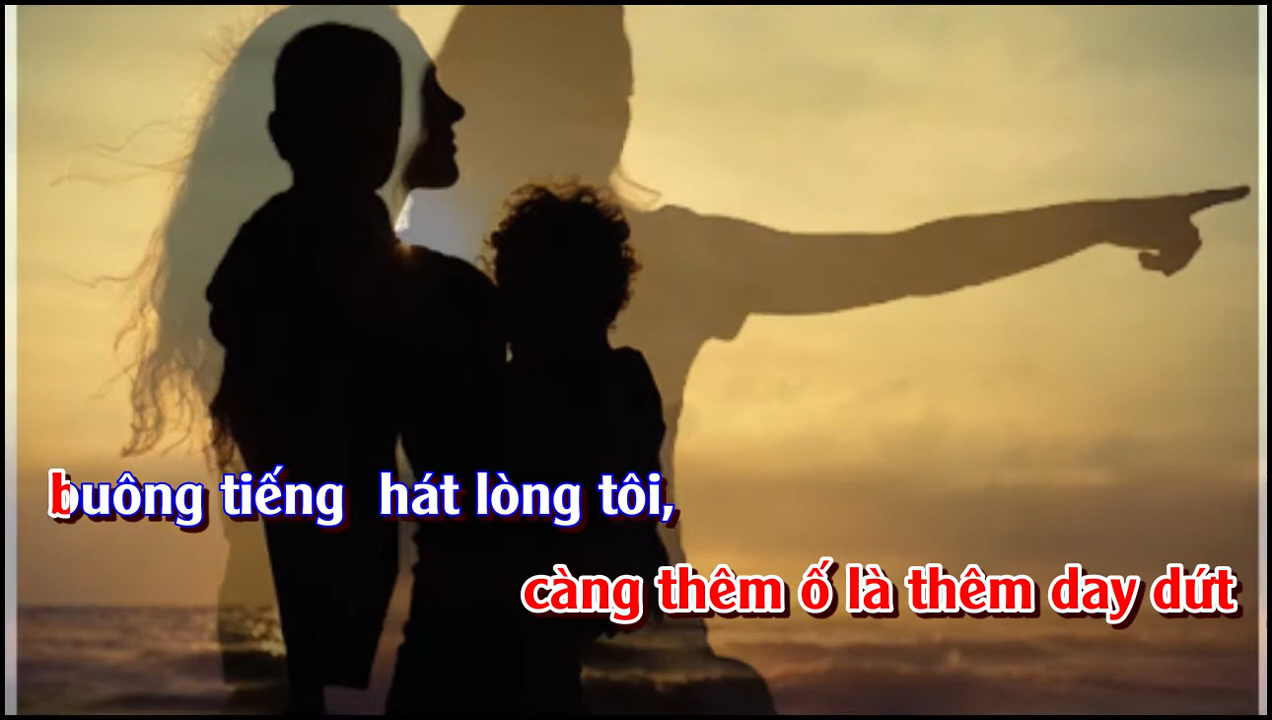 buông tiếng hát lòng tôi,
càng thêm ố là thêm day dứt